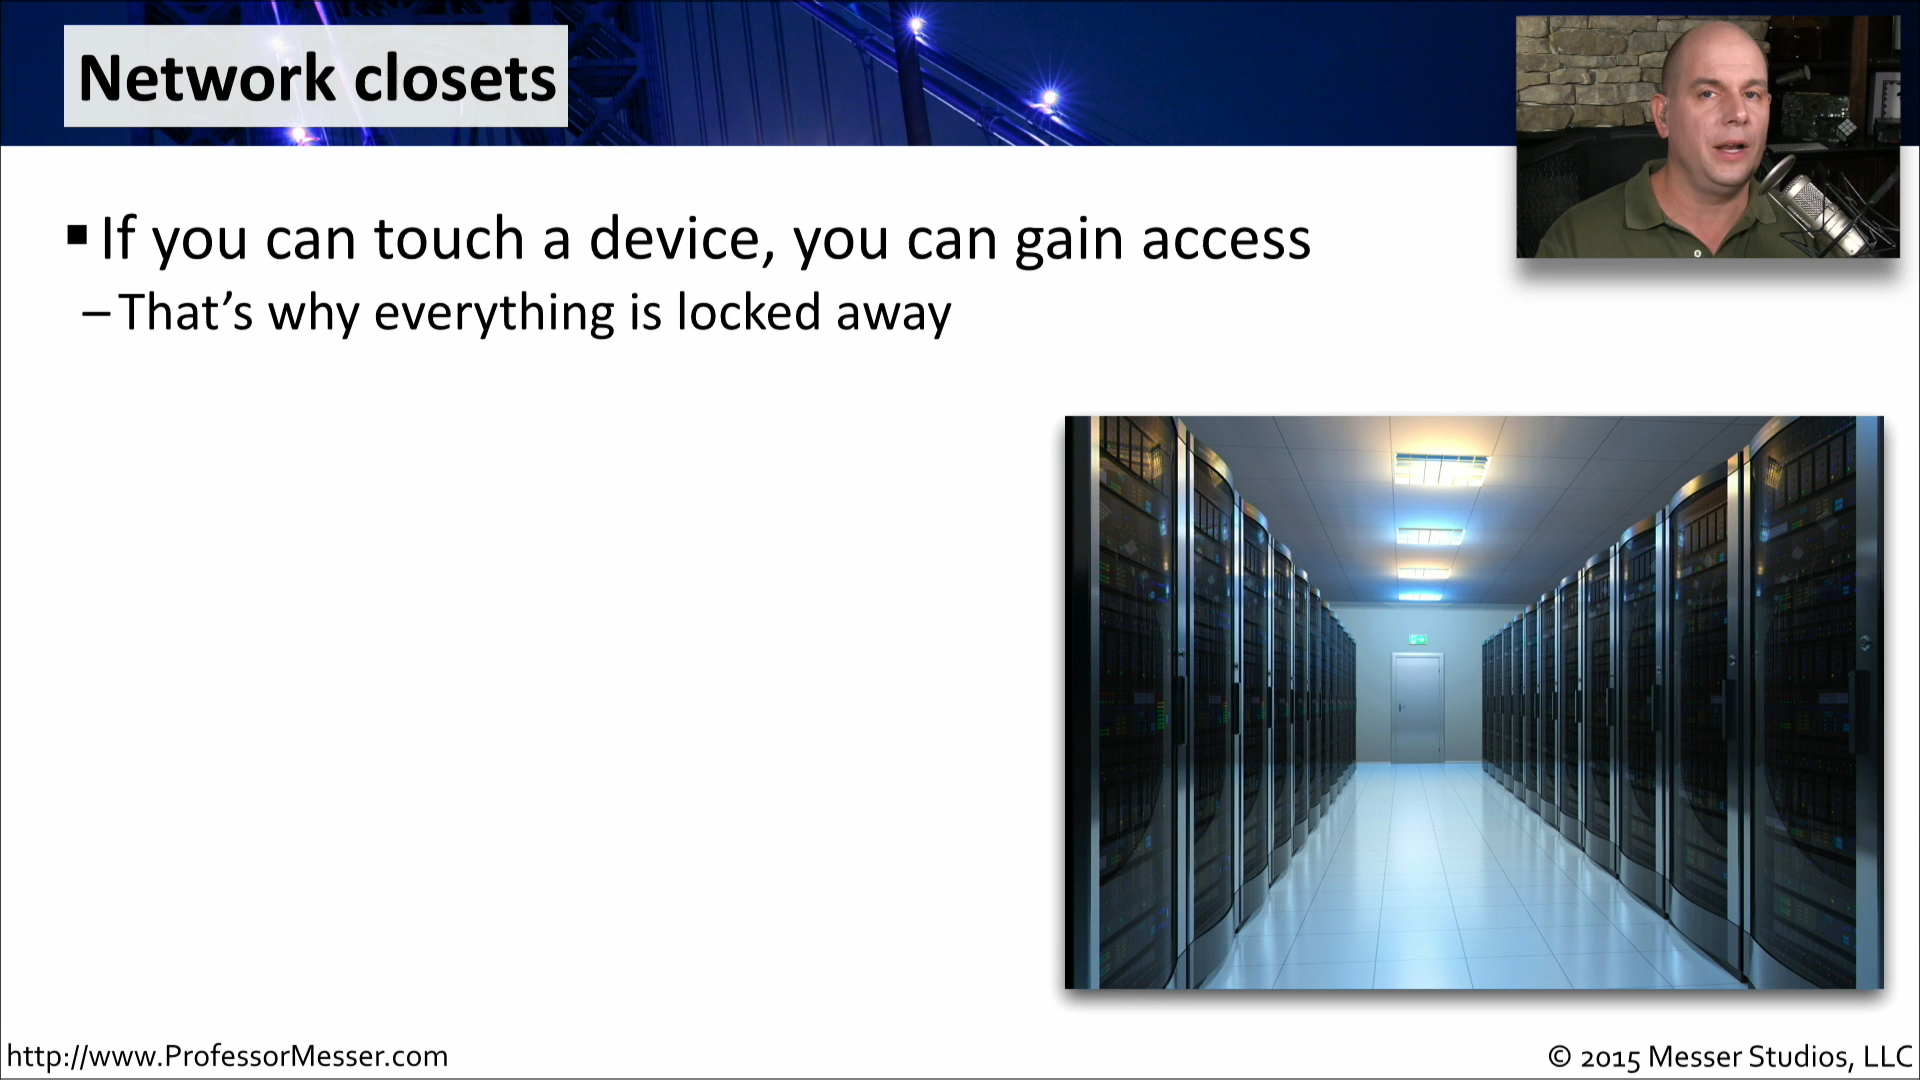 Network closets
▪ If you can touch a device, you can gain access
– That’s why everything is locked away
http://www.ProfessorMesser.com
© 2015 Messer Studios, LLC